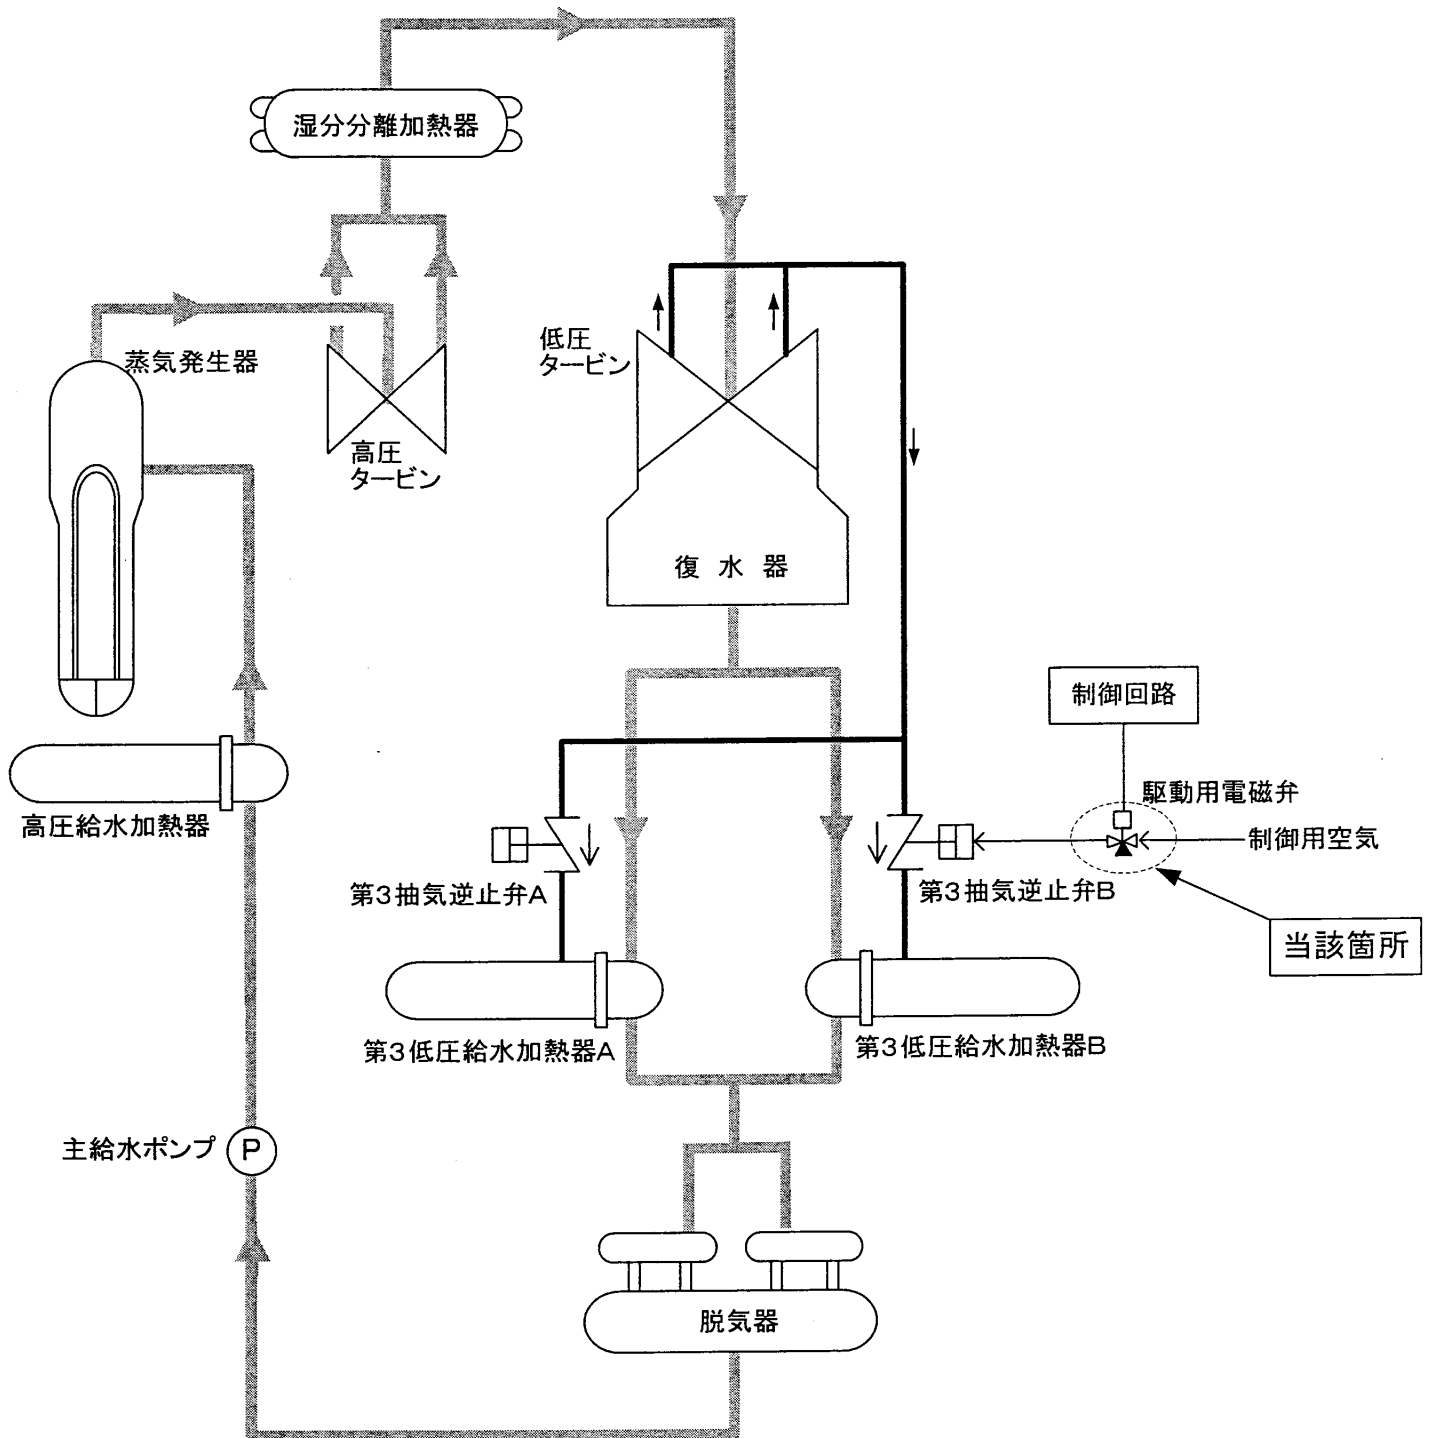 湿分分離加熱器
蒸気発生器
低圧
タービン
高圧
タービン
復水器
制御回路
高圧給水加熱器
駆動用電磁弁
制御用空気
第3抽気逆止弁A
第3抽気逆止弁B
当該箇所
第3低圧給水加熱器A
第3低圧給水加熱器B
主給水ポンプ
P
脱気器